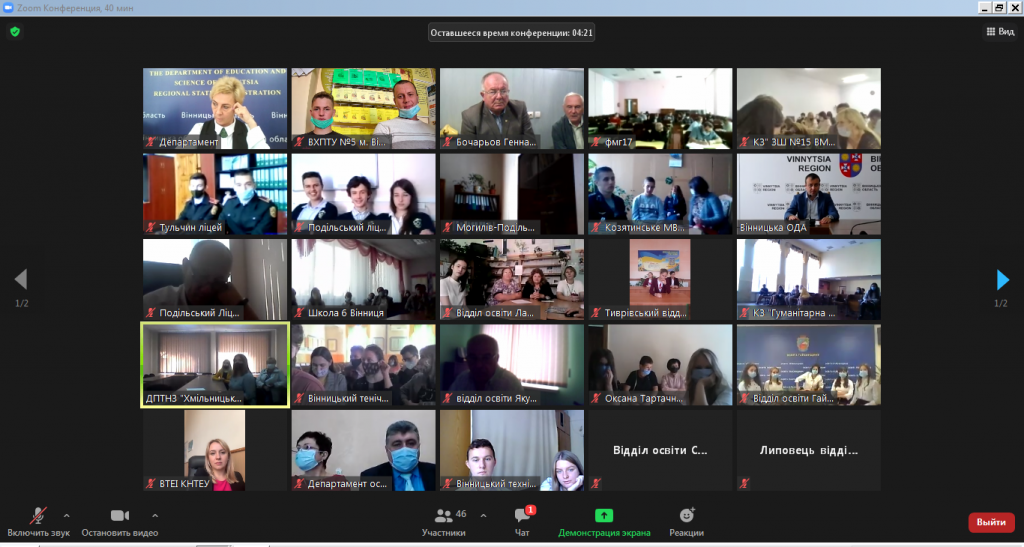 Zoom Конференция, 40 мин
Оставшееся время конференции: 04:21
Вид
THE DEPARTMENT OF EDUCATION AND
SCIENCE OF VINNYTSIA
REGIONAL STATE ADMINISTRATION
Департамент
ВХПТУ №5 м. Ві...
Бочарьов Генна...
фмг17
КЗ" ЗШ №15 ВМ...
VINNYTSIA
REGION
Тульчин ліцей
Подільський ліц...
Могилів-Подiль...
Козятинське МВ...
Вінницька ОДА
Подільський Ліц...
Школа 6 Вінниця
Відділ освіти Ла...
Тиврівський відд...
КЗ "Гуманітарна ...
1/2
1/2
ДПТНЗ "Хмільницьк...
Вінницький теніч...
відділ освіти Яку...
Оксана Тартачн...
Відділ освіти Гай...
ВТЕІ КНТЕУ
Департамент ос...
Вінницький техні...
Відділ освіти С...
Липовець відді...
46
1
Включить звук
Остановить видео
Участники
Чат
Демонстрация экрана
Реакции
Выйти